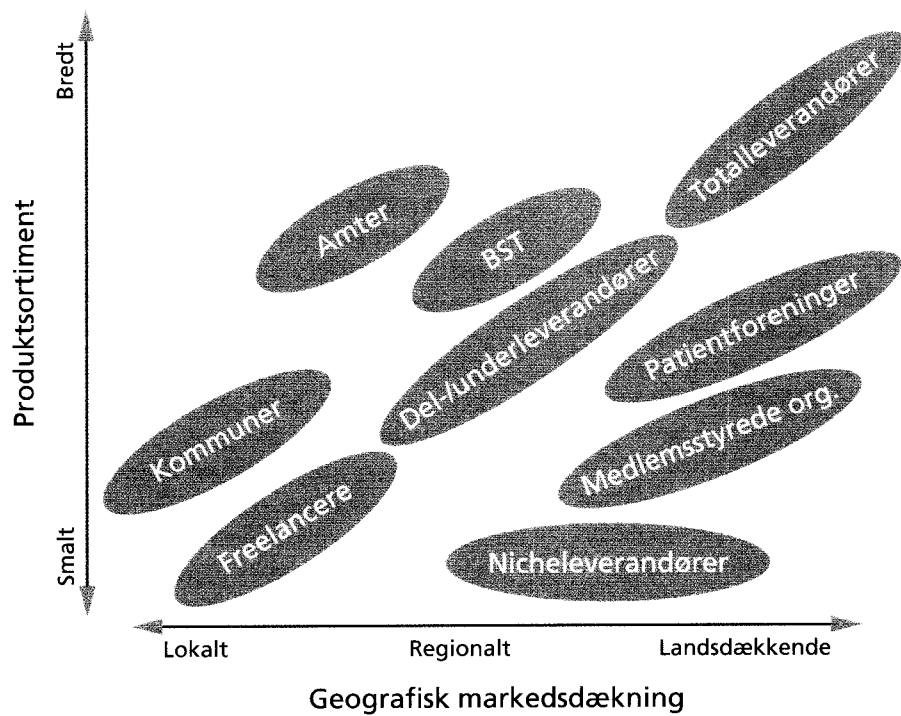 Bredt
Produktsortiment
Smalt
Totalleverandører
Amter
BST
Del-/underleverandører
Patientforeninger
Kommuner
Medlemsstyrede org.
Freelancere
Nicheleverandører
Lokalt
Regionalt
Landsdækkende
Geografisk markedsdækning